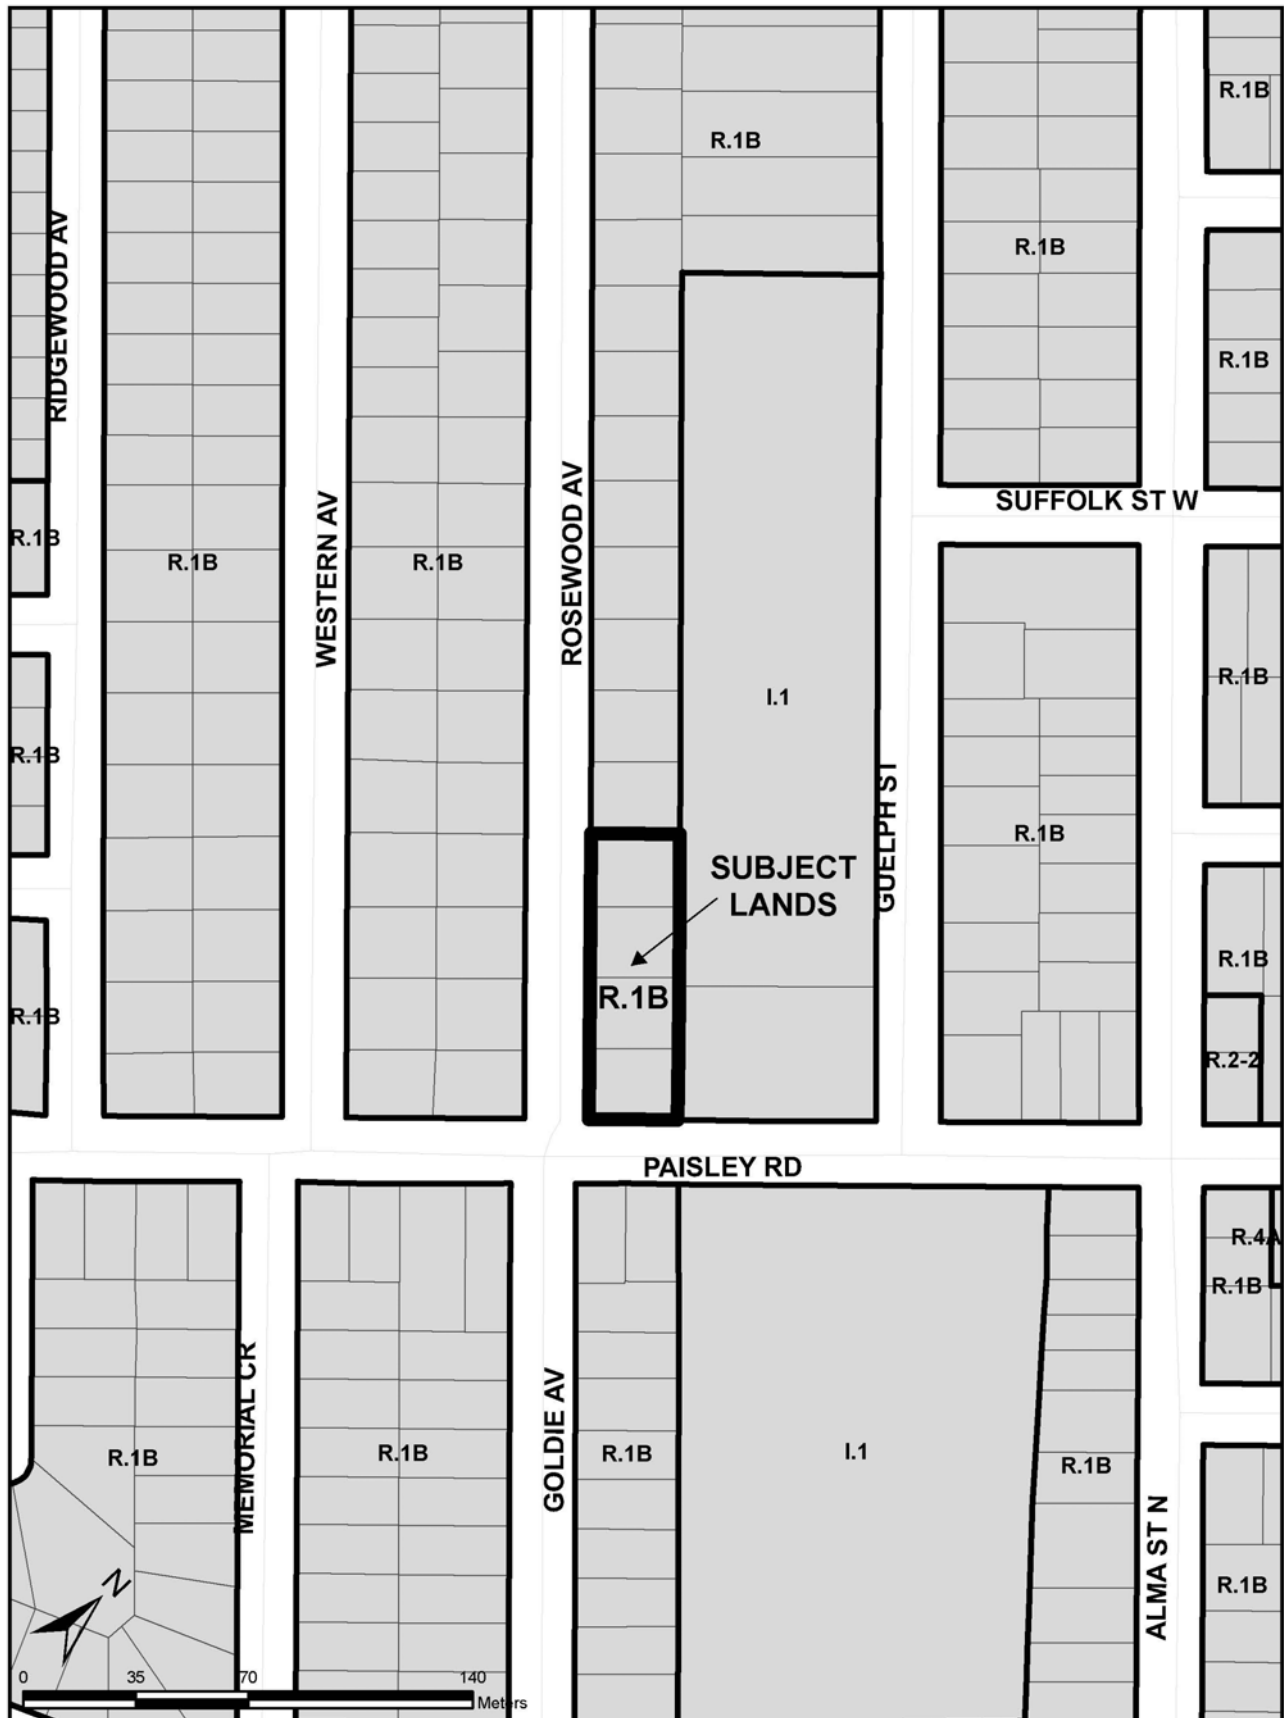 R.1B
R.1B
RIDGEWOOD AV
R.1B
R.1B
SUFFOLK ST W
R.1B
R.1B
WESTERN AV
R.1B
ROSEWOOD AV
R.1B
I.1
R.1B
GUELPH ST
R.1B
SUBJECT
LANDS
R.1B
R.1B
R.1B
R.1B
R.2-2
PAISLEY RD
R.4A
R.1B
MEMORIAL CR
GOLDIE AV
R.1B
R.1B
R.1B
I.1
R.1B
ALMA ST N
R.1B
N
0 35 70 140
Meters